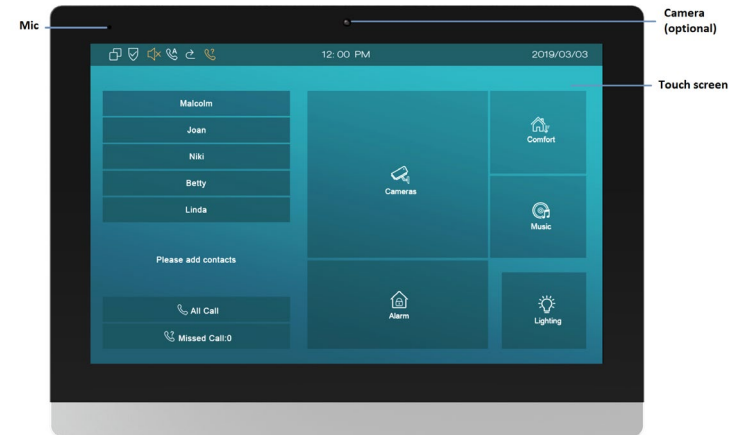 Mic
Camera
(optional)
12:00 PM
2019/03/03
Touch screen
Malcolm
Joan
Niki
Betty
Linda
Please add contacts
All Call
Missed Call:0
Cameras
Alarm
Comfort
Music
Lighting